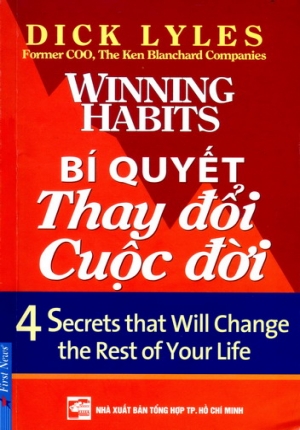 DICK LYLES
Former COO, The Ken Blanchard Companies
WINNING
HABITS
BÍ QUYẾT
Thay đổi
Cuộc đời
4 Secrets that Will Change
the Rest of Your Life
First News
NHÀ XUẤT BẢN TỔNG HỢP TP. HỒ CHÍ MINH